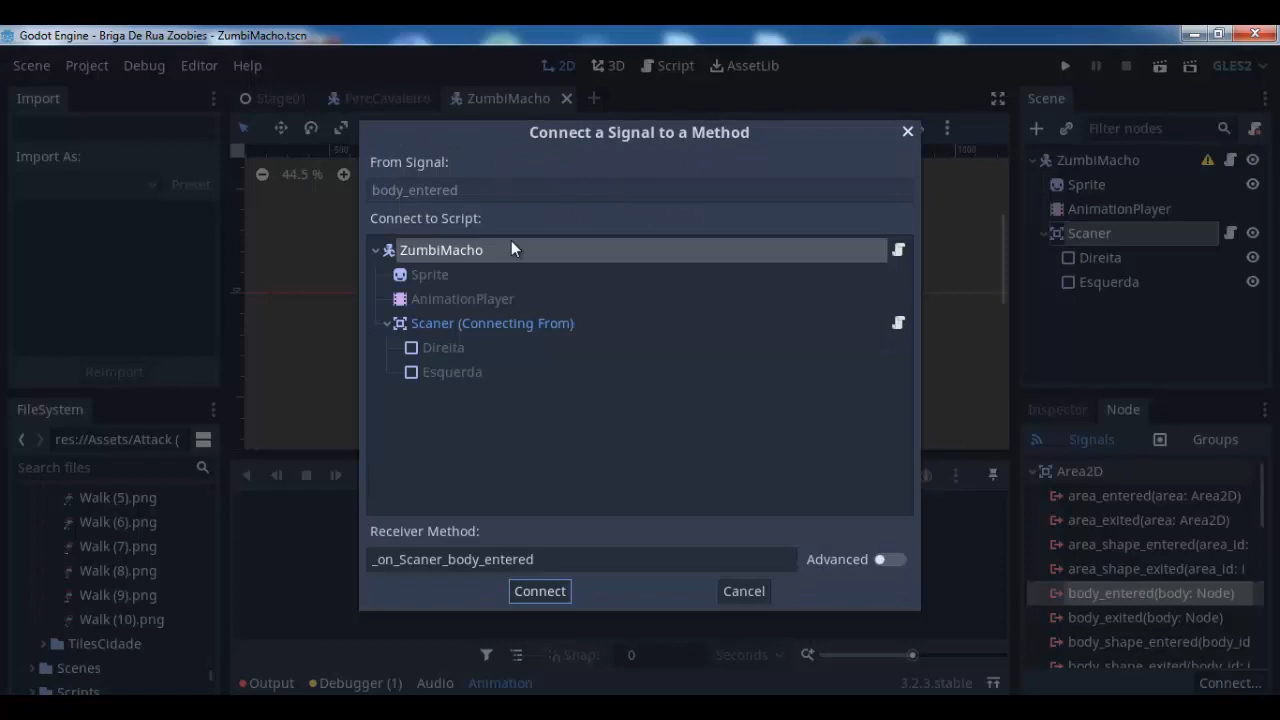 Godot Engine - Briga De Rua Zoobies - ZumbiMacho.tscn
Scene Project Debug Editor Help 2D 3D Script AssetLib GLES2
Import
Stage01 PercCavaleiro ZumbiMacho
Scene
Connect a Signal to a Method
Filter nodes
Import As:
Preset
Reimport
500
1000
44.5 %
From Signal:
body_entered
Connect to Script:
ZumbiMacho
Sprite
AnimationPlayer
Scaner (Connecting From)
Direita
Esquerda
Receiver Method:
_on_Scaner_body_entered
Advanced
Connect
Cancel
ZumbiMacho
Sprite
AnimationPlayer
Scaner
Direita
Esquerda
FileSystem
res://Assets/Attack (
Search files
Walk (5).png
Walk (6).png
Walk (7).png
Walk (8).png
Walk (9).png
Walk (10).png
TilesCidade
Scenes
Scripts
Inspector Node
Signals Groups
Area2D
area_entered(area: Area2D)
area_exited(area: Area2D)
area_shape_entered(area_id:
area_shape_exited(area_id: i
body_entered(body: Node)
body_exited(body: Node)
body_shape_entered(body_id
body_shape_exited(body_id: i
Connect...
Snap: 0 Seconds
Output Debugger (1) Audio Animation 3.2.3.stable